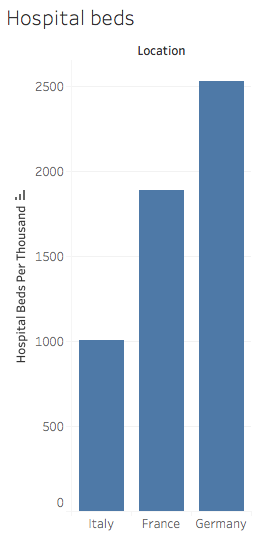 Hospital beds
Location
Hospital Beds Per Thousand
2500
2000
1500
1000
500
0
Italy France Germany